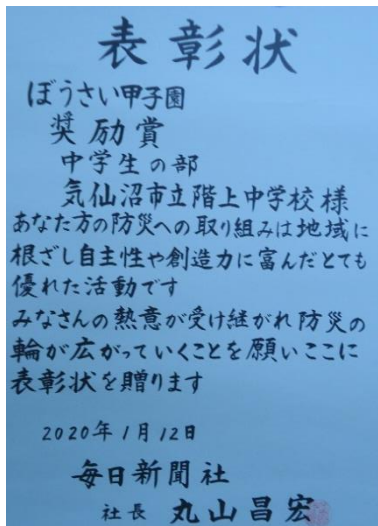 表彰状
ぼうさい甲子園
奨励賞
中学生の部
気仙沼市立階上中学校様
あなた方の防災への取り組みは地域に
根ざし自主性や創造力に富んだとても
優れた活動です
みなさんの熱意が受け継がれ防災の
輪が広がっていくことを願いここに
表彰状を贈ります
2020年1月12日
毎日新聞社
社長 丸山昌宏